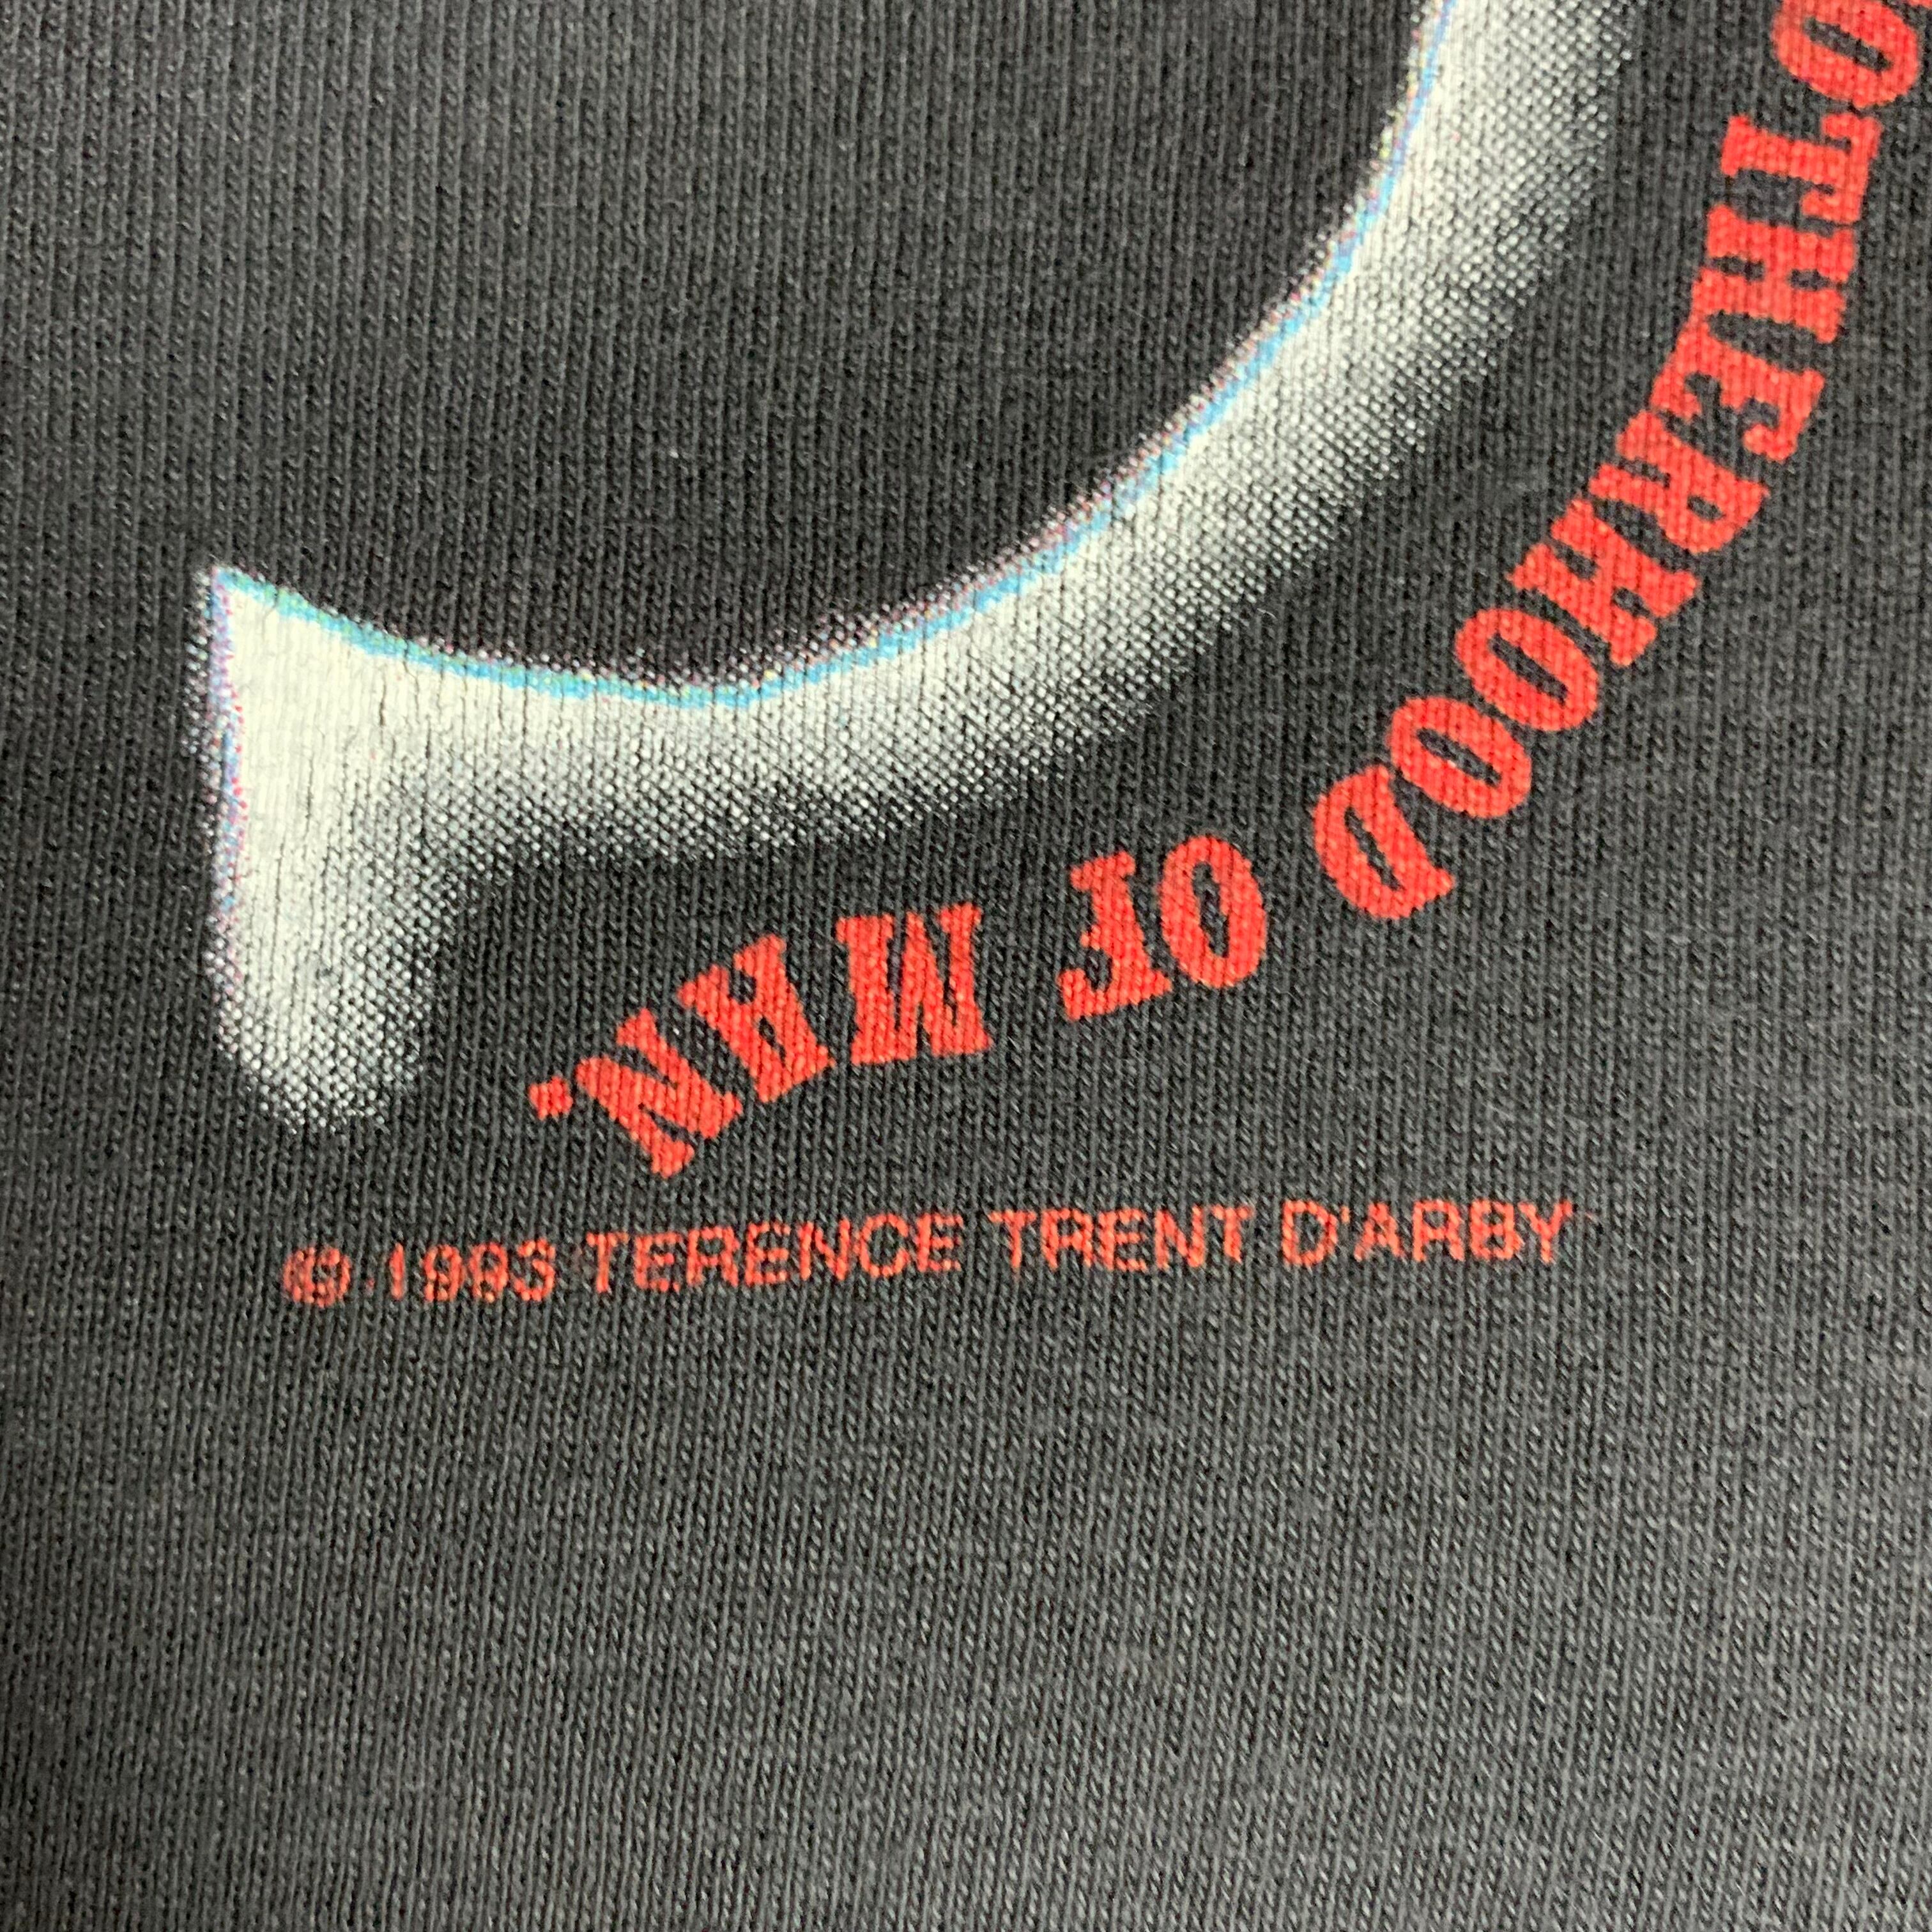 OTHERHOOD OF MAN.
© 1993 TERENCE TRENT D'ARBY